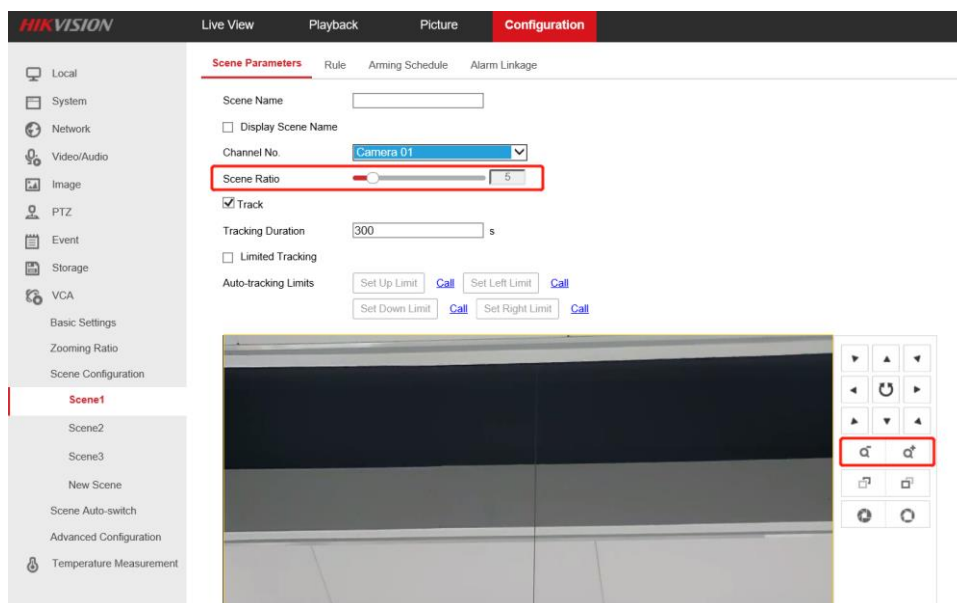 HIKVISION Live View Playback Picture Configuration
Local
System
Network
Video/Audio
Image
PTZ
Event
Storage
VCA
Basic Settings
Zooming Ratio
Scene Configuration
Scene1
Scene2
Scene3
New Scene
Scene Auto-switch
Advanced Configuration
Temperature Measurement
Scene Parameters Rule Arming Schedule Alarm Linkage
Scene Name
Display Scene Name
Channel No. Camera 01
Scene Ratio 5
Track
Tracking Duration 300 s
Limited Tracking
Auto-tracking Limits Set Up Limit Call Set Left Limit Call
Set Down Limit Call Set Right Limit Call